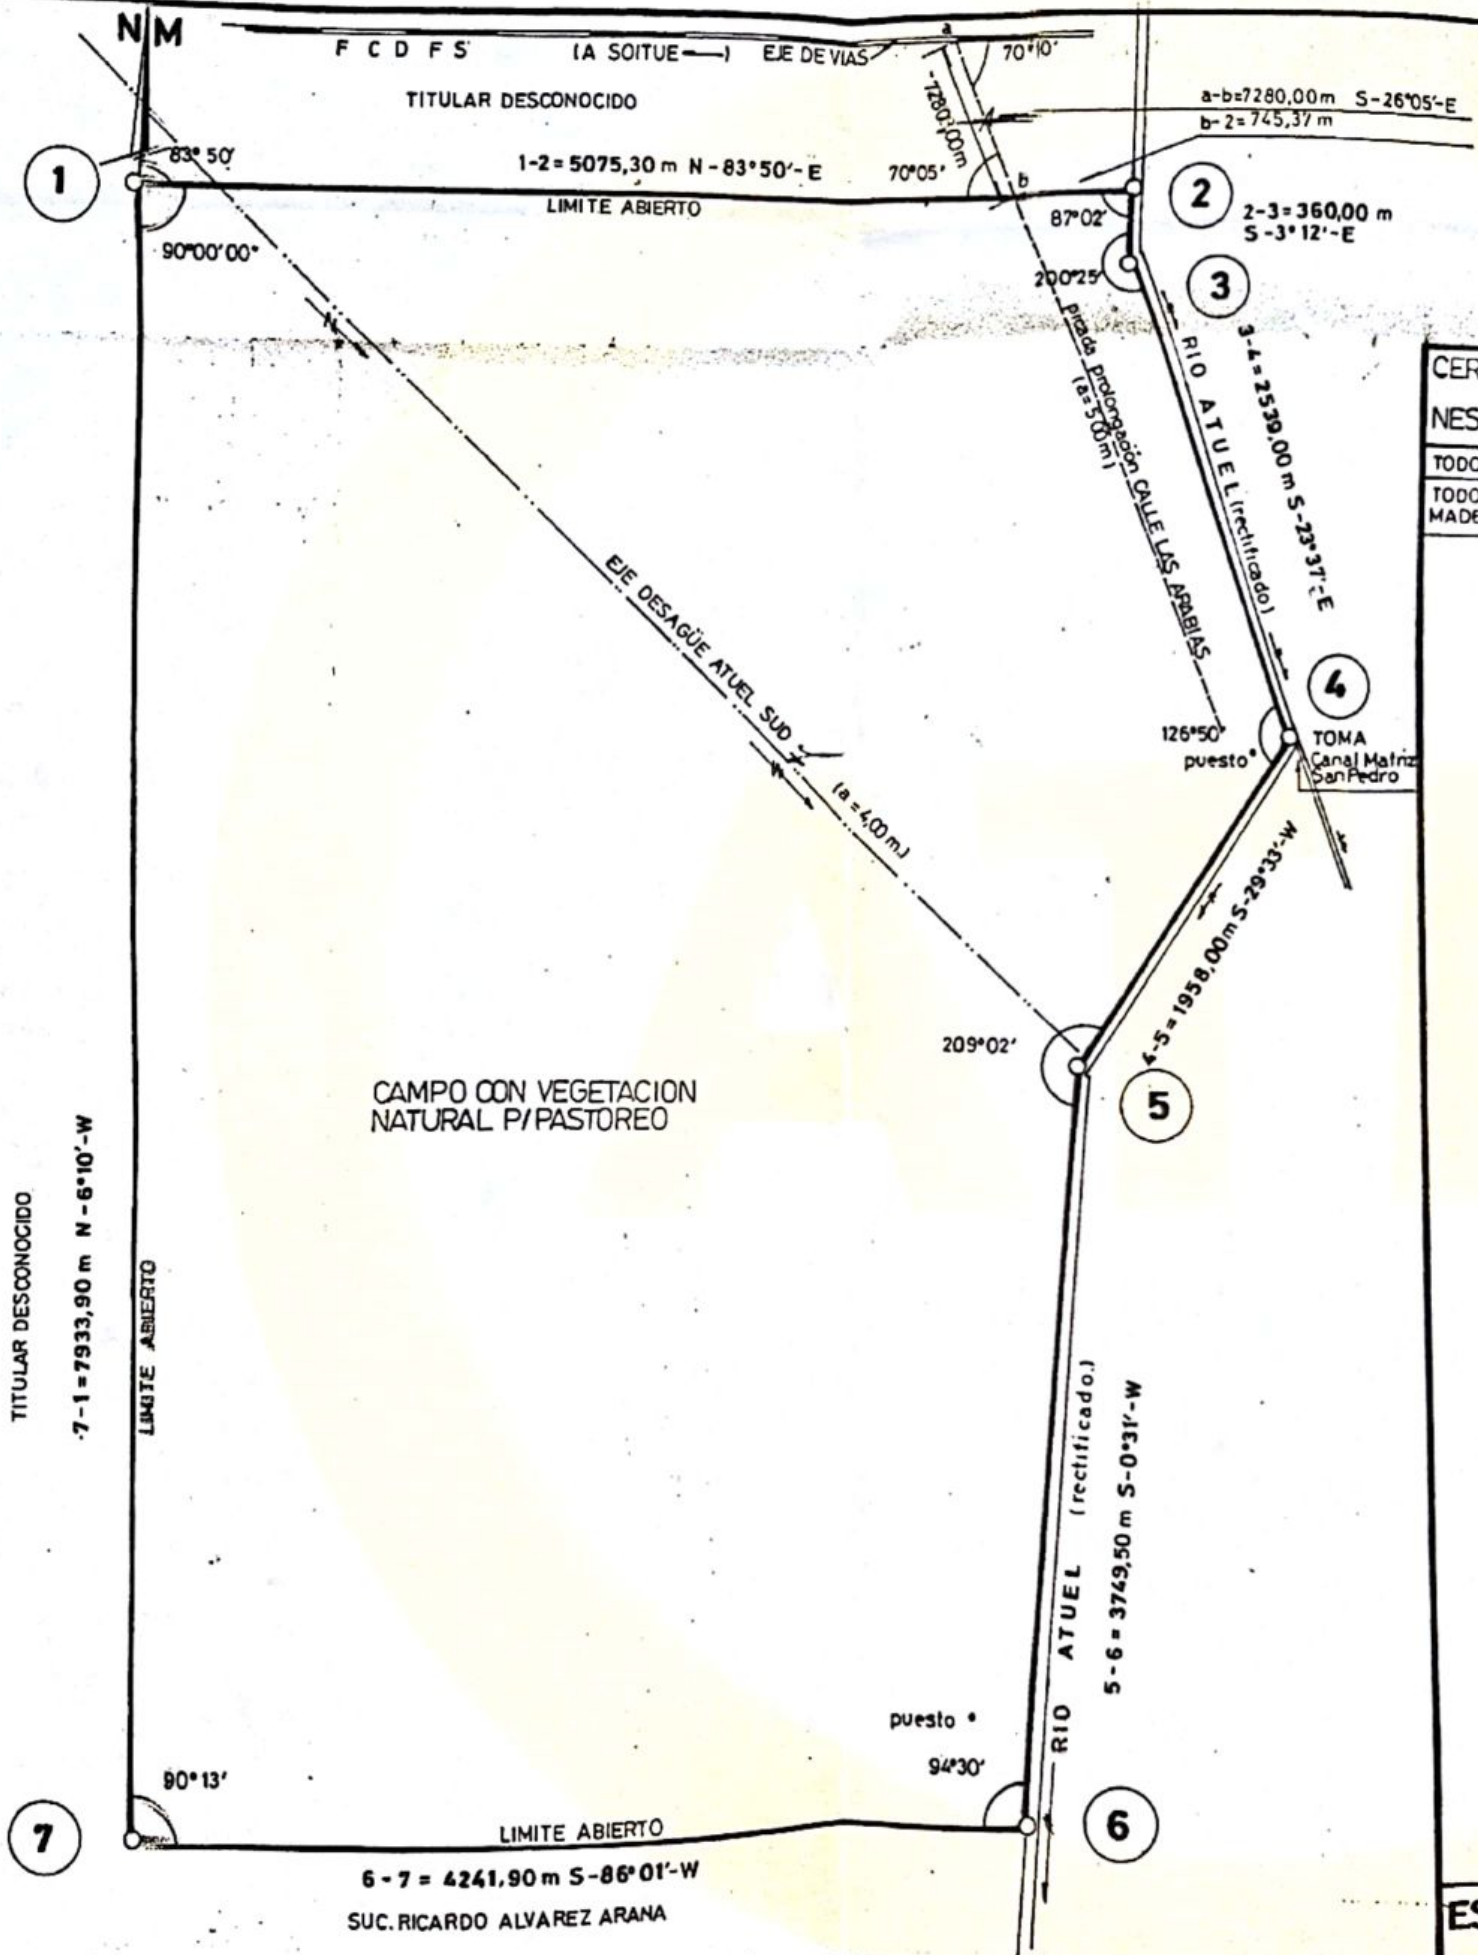 N M
F C D F S (A SOITUE) EJE DE VIAS
a
70°10'
TITULAR DESCONOCIDO
7280,00m
a-b=7280,00m S-26°05'-E
b-2=745,37 m
1
83°50'
1-2=5075,30 m N-83°50'-E
70°05'
b
2
LIMITE ABIERTO
87°02'
2-3=360,00 m
S-3°12'-E
90°00'00"
200°25'
3
3-4=2539,00 m S-23°37'-E
RIO ATUEL (rectificado)
picada prolongación CALLE LAS ARABIAS
(a=5,00m)
CER
NES
TODO
TODO
MADE
EJE DESAGÜE ATUEL SUD
(a=4,00 m.)
4
126°50'
puesto
TOMA
Canal Matriz
San Pedro
4-5=1958,00m S-29°33'-W
209°02'
5
CAMPO CON VEGETACION
NATURAL P/PASTOREO
TITULAR DESCONOCIDO
7-1=7933,90 m N-6°10'-W
LIMITE ABIERTO
RIO ATUEL (rectificado.)
5-6=3749,50 m S-0°31'-W
puesto
90°13'
94°30'
7
LIMITE ABIERTO
6
6-7= 4241,90 m S-86°01'-W
SUC. RICARDO ALVAREZ ARANA
ES